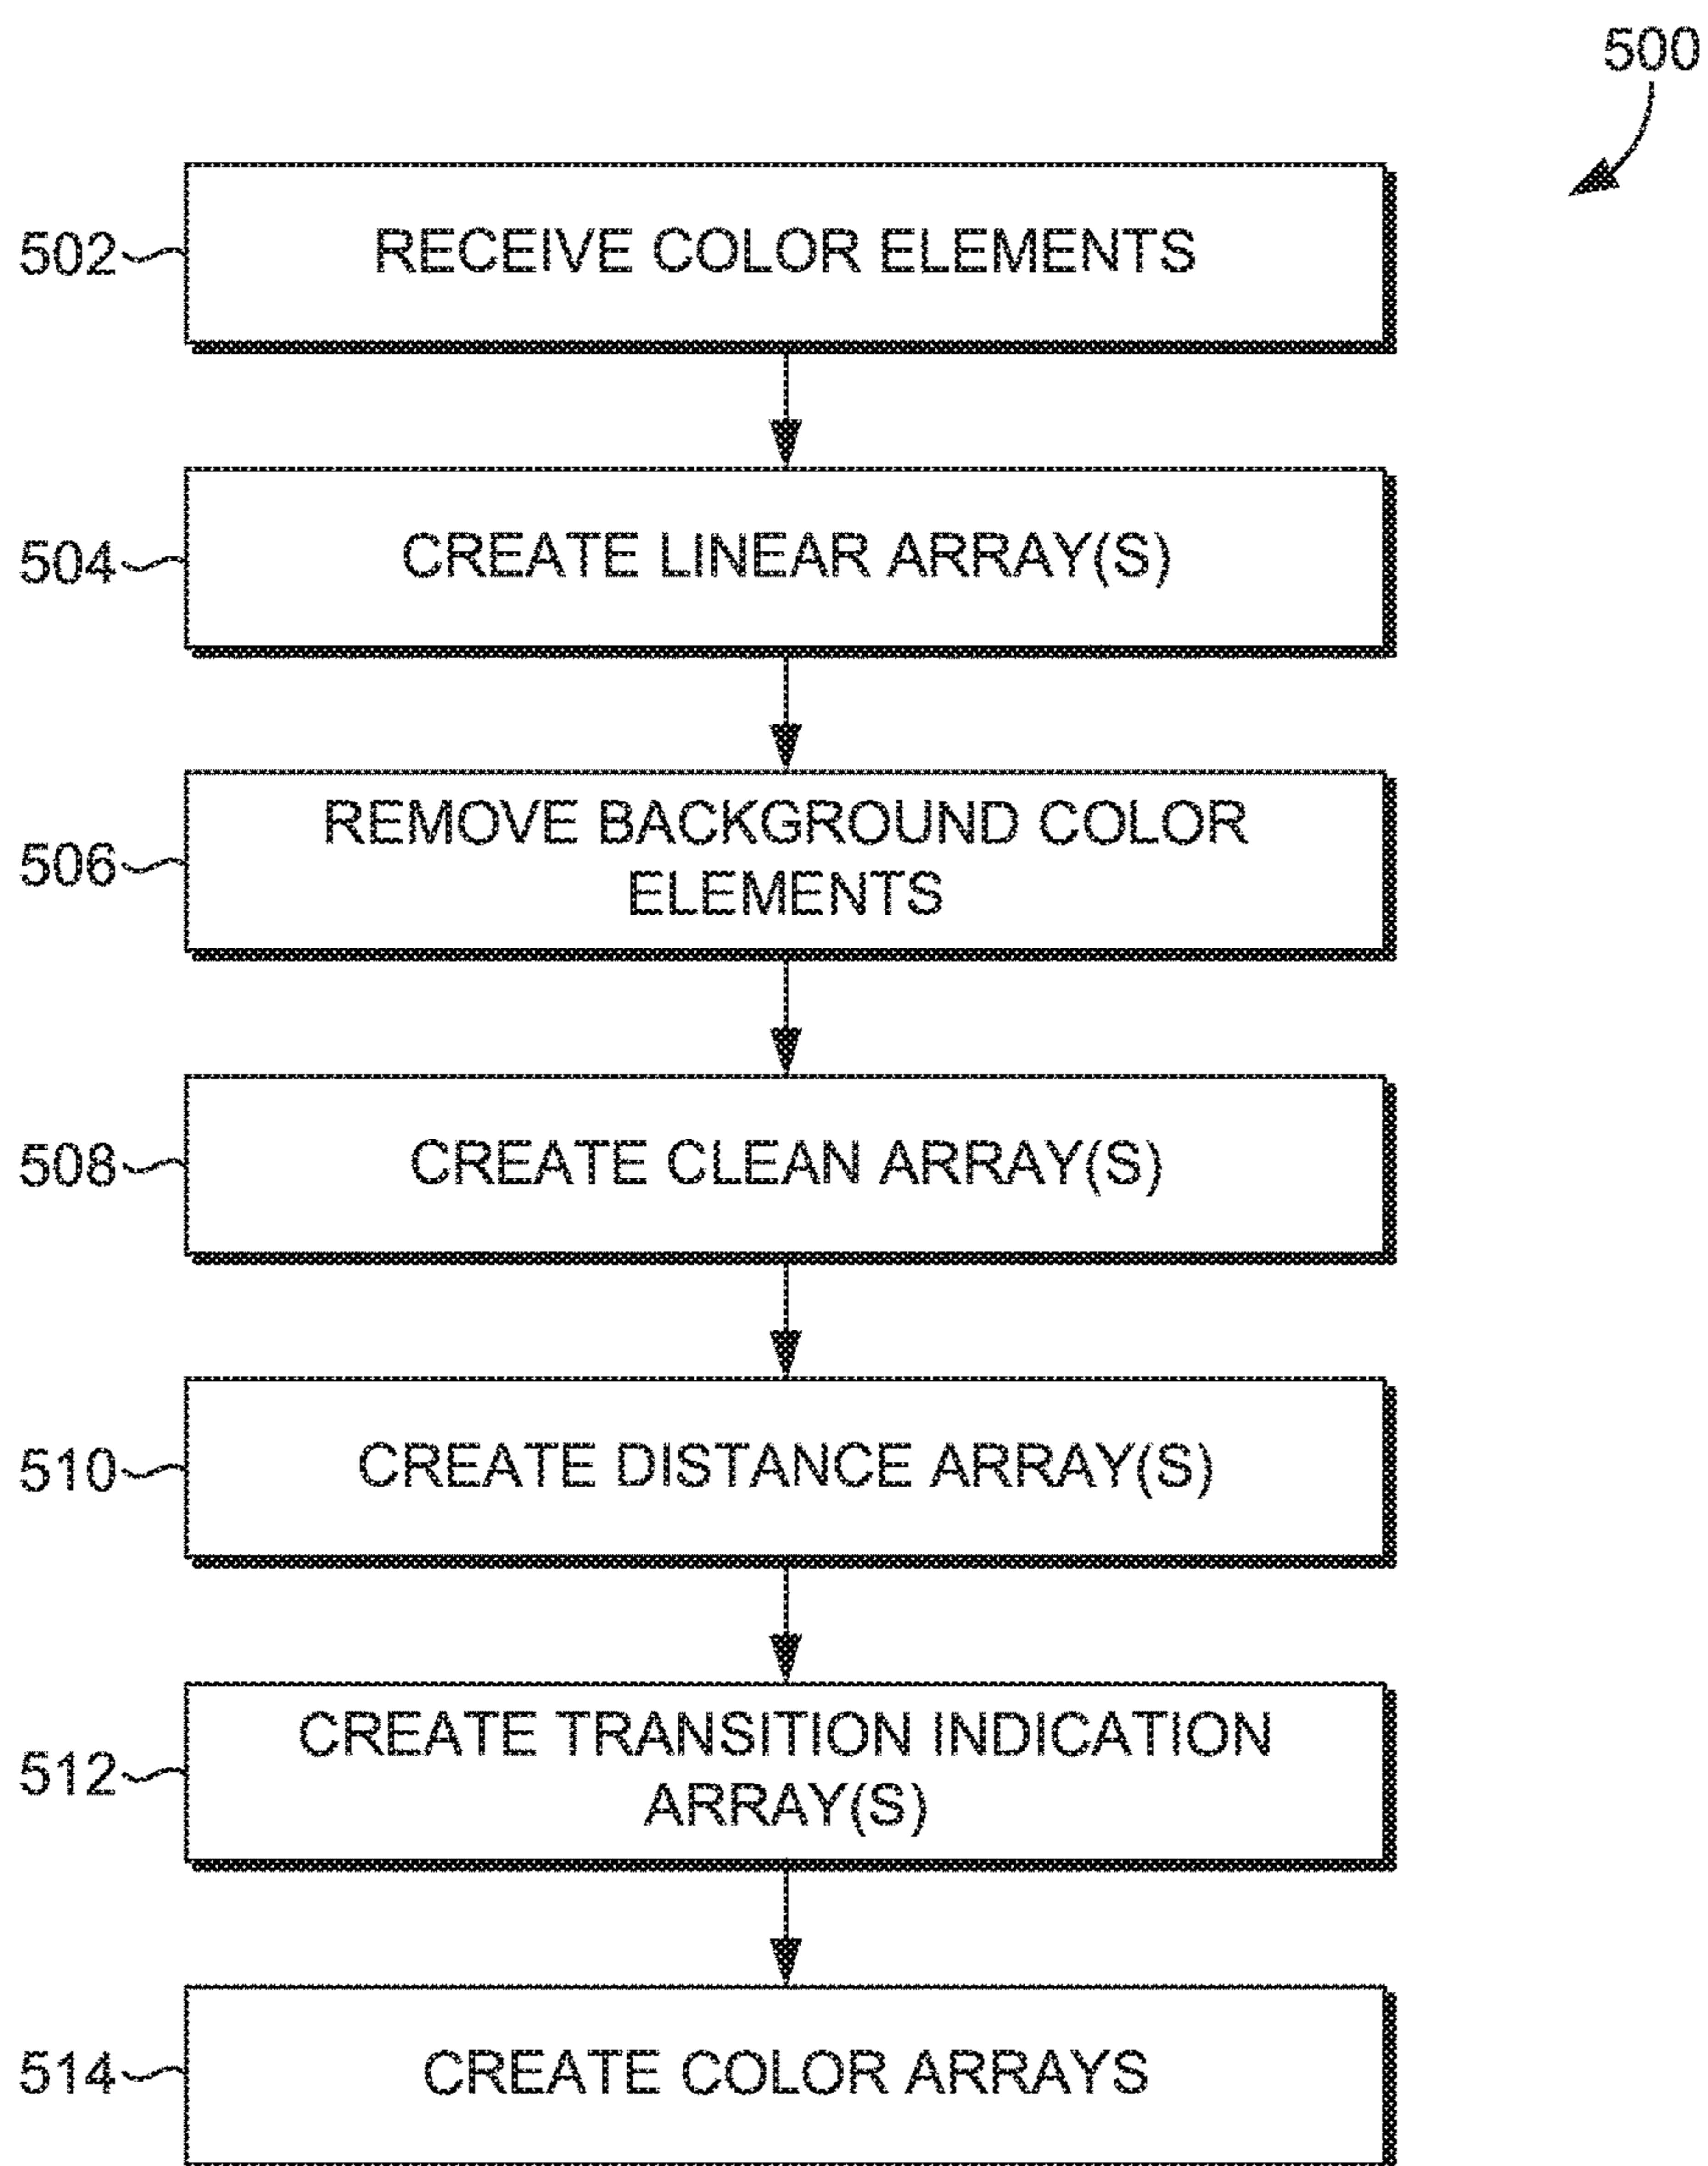 500
502
RECEIVE COLOR ELEMENTS
504
CREATE LINEAR ARRAY(S)
506
REMOVE BACKGROUND COLOR
ELEMENTS
508
CREATE CLEAN ARRAY(S)
510
CREATE DISTANCE ARRAY(S)
512
CREATE TRANSITION INDICATION
ARRAY(S)
514
CREATE COLOR ARRAYS